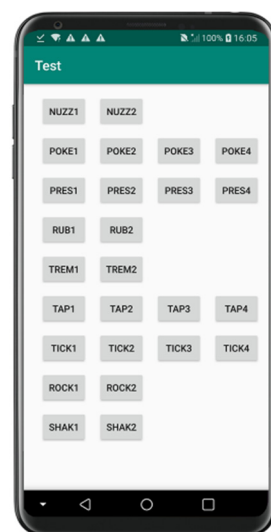 100% 16:05
Test
NUZZ1 NUZZ2
POKE1 POKE2 POKE3 POKE4
PRES1 PRES2 PRES3 PRES4
RUB1 RUB2
TREM1 TREM2
TAP1 TAP2 TAP3 TAP4
TICK1 TICK2 TICK3 TICK4
ROCK1 ROCK2
SHAK1 SHAK2